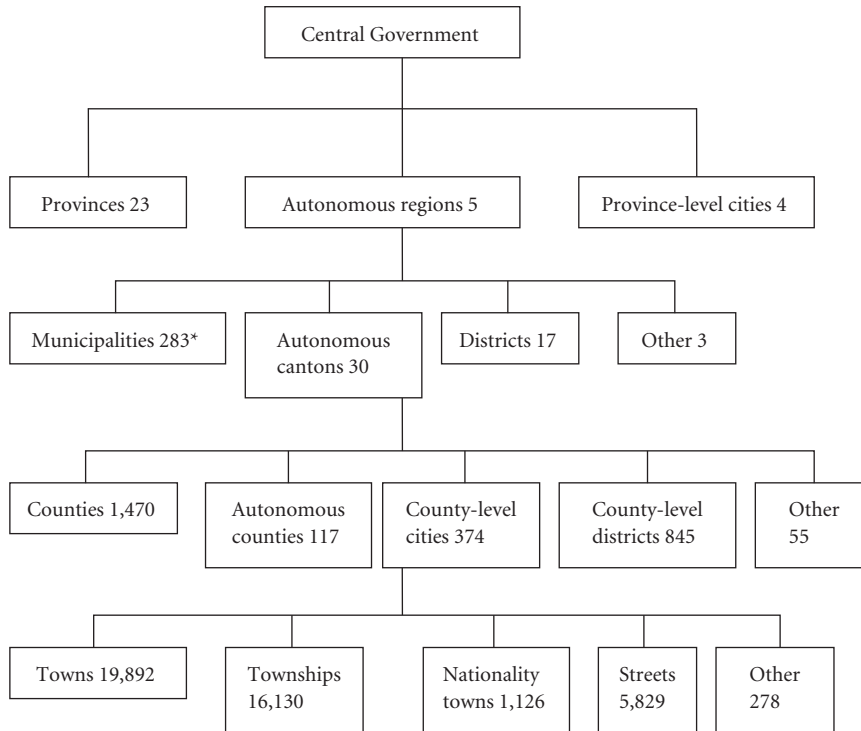 Central Government
Provinces 23
Autonomous regions 5
Province-level cities 4
Municipalities 283*
Autonomous
cantons 30
Districts 17
Other 3
Counties 1,470
Autonomous
counties 117
County-level
cities 374
County-level
districts 845
Other
55
Towns 19,892
Townships
16,130
Nationality
towns 1,126
Streets
5,829
Other
278